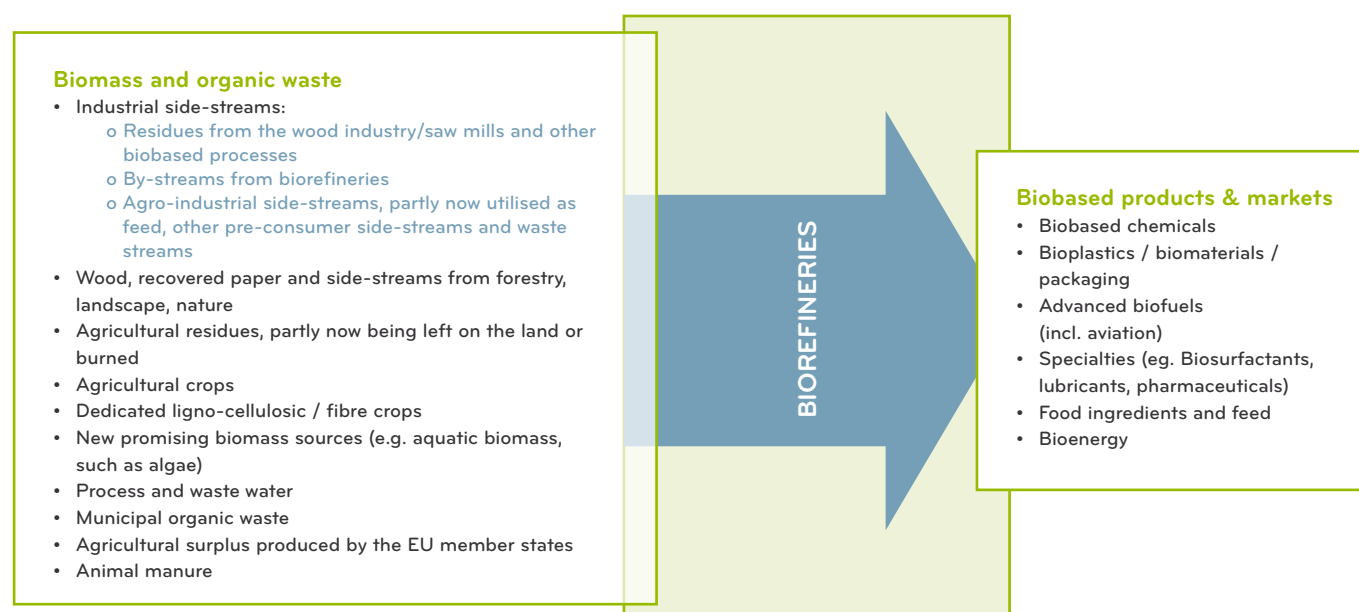 Biomass and organic waste
• Industrial side-streams:
o Residues from the wood industry/saw mills and other
biobased processes
o By-streams from biorefineries
o Agro-industrial side-streams, partly now utilised as
feed, other pre-consumer side-streams and waste
streams
• Wood, recovered paper and side-streams from forestry,
landscape, nature
• Agricultural residues, partly now being left on the land or
burned
• Agricultural crops
• Dedicated ligno-cellulosic / fibre crops
• New promising biomass sources (e.g. aquatic biomass,
such as algae)
• Process and waste water
• Municipal organic waste
• Agricultural surplus produced by the EU member states
• Animal manure
BIOREFINERIES
Biobased products & markets
• Biobased chemicals
• Bioplastics / biomaterials /
packaging
• Advanced biofuels
(incl. aviation)
• Specialties (eg. Biosurfactants,
lubricants, pharmaceuticals)
• Food ingredients and feed
• Bioenergy